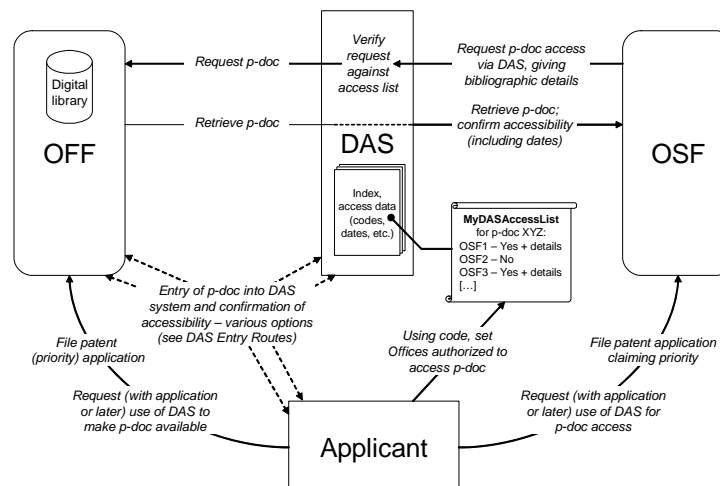 Digital
library
OFF
Request p-doc
Retrieve p-doc
Verify
request
against
access list
DAS
Index,
access data
(codes,
dates, etc.)
Request p-doc access
via DAS, giving
bibliographic details
Retrieve p-doc;
confirm accessibility
(including dates)
OSF
MyDASAccessList
for p-doc XYZ:
OSF1 – Yes + details
OSF2 – No
OSF3 – Yes + details
[…]
Entry of p-doc into DAS
system and confirmation of
accessibility – various options
(see DAS Entry Routes)
File patent
(priority) application
Request (with application
or later) use of DAS to
make p-doc available
Using code, set
Offices authorized to
access p-doc
File patent application
claiming priority
Request (with application
or later) use of DAS for
p-doc access
Applicant